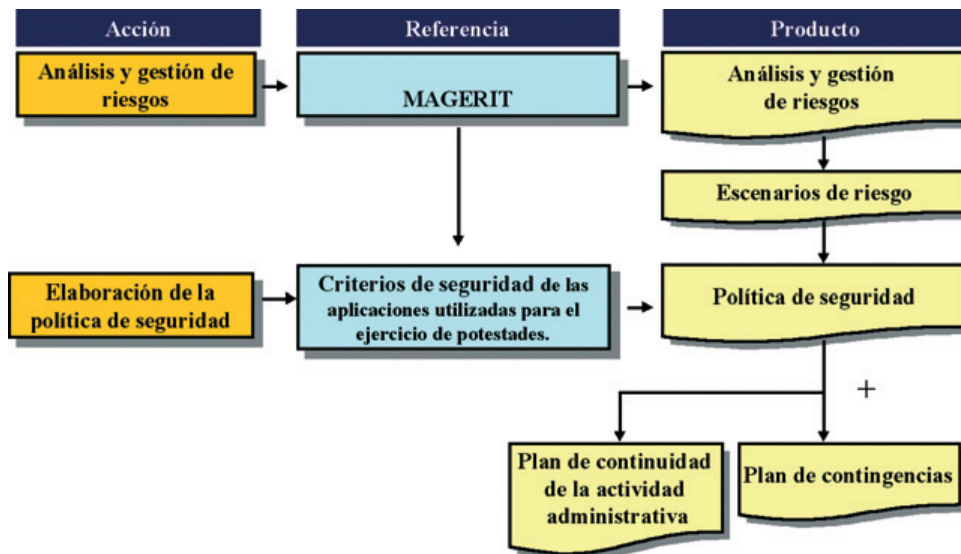 Acción
Referencia
Producto
Análisis y gestión de
riesgos
MAGERIT
Análisis y gestión
de riesgos
Escenarios de riesgo
Elaboración de la
política de seguridad
Criterios de seguridad de las
aplicaciones utilizadas para el
ejercicio de potestades.
Política de seguridad
+
Plan de continuidad
de la actividad
administrativa
Plan de contingencias